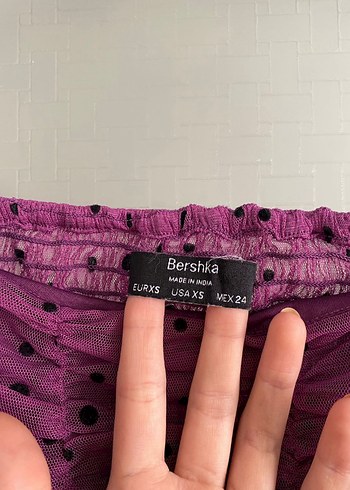 Bershka
MADE IN INDIA
EUR XS USA XS MEX 24